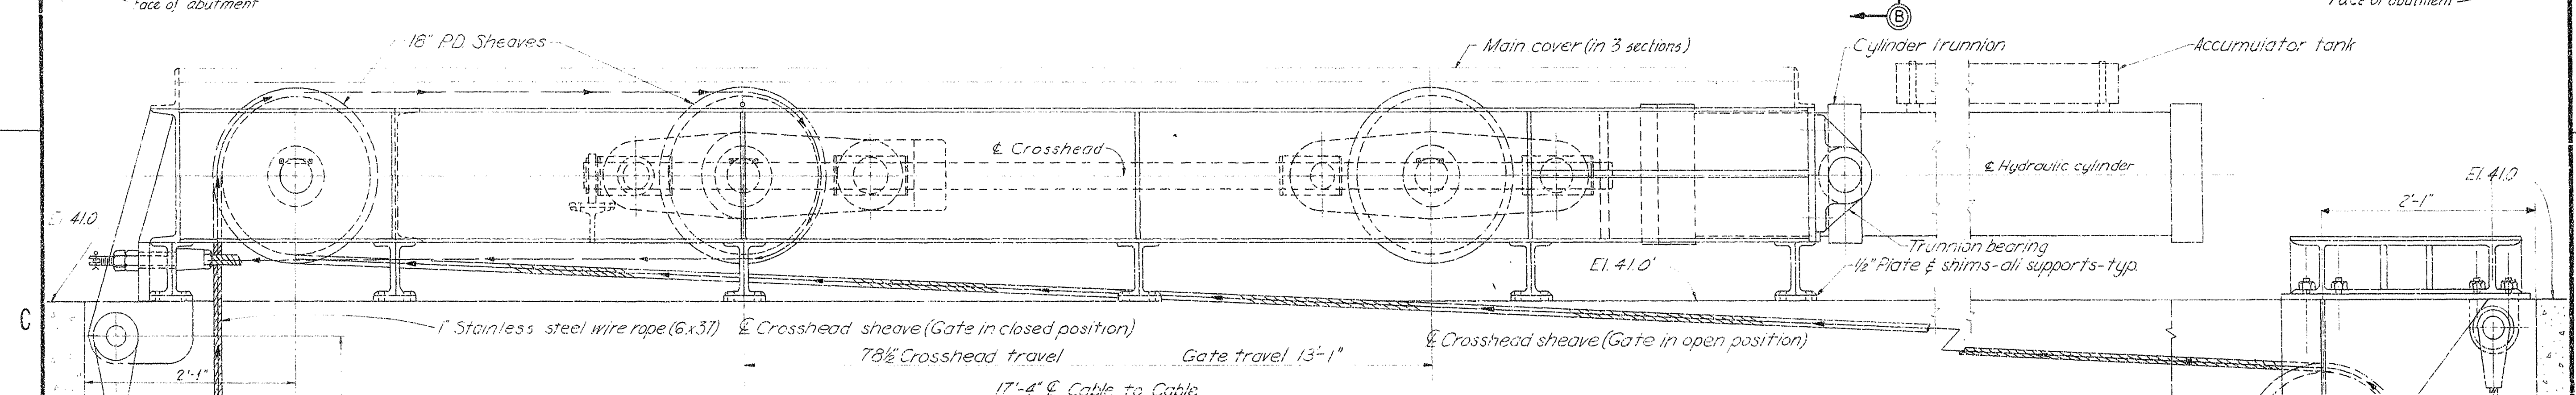 Face of abutment
B
Face of abutment
18" P.D. Sheaves
Main cover (in 3 sections)
Cylinder trunnion
Accumulator tank
℄ Crosshead
℄ Hydraulic cylinder
El. 41.0
El. 41.0
2'-1"
Trunnion bearing
El. 41.0'
1/2" Plate & shims-all supports-typ.
C
1" Stainless steel wire rope (6x37)
℄ Crosshead sheave (Gate in closed position)
℄ Crosshead sheave (Gate in open position)
78½" Crosshead travel
Gate travel 13'-1"
2'-1"
17'-4" ℄ Cable to Cable